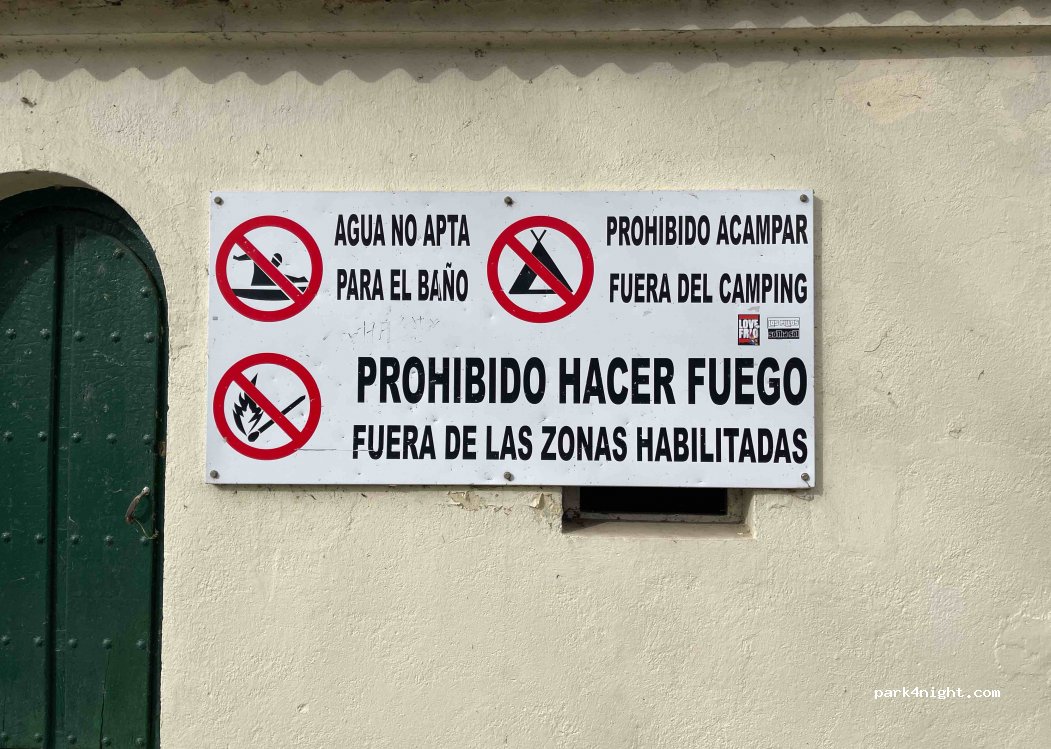 AGUA NO APTA
PARA EL BAÑO
PROHIBIDO ACAMPAR
FUERA DEL CAMPING
LOVE
PROHIBIDO HACER FUEGO
FUERA DE LAS ZONAS HABILITADAS
park4night.com